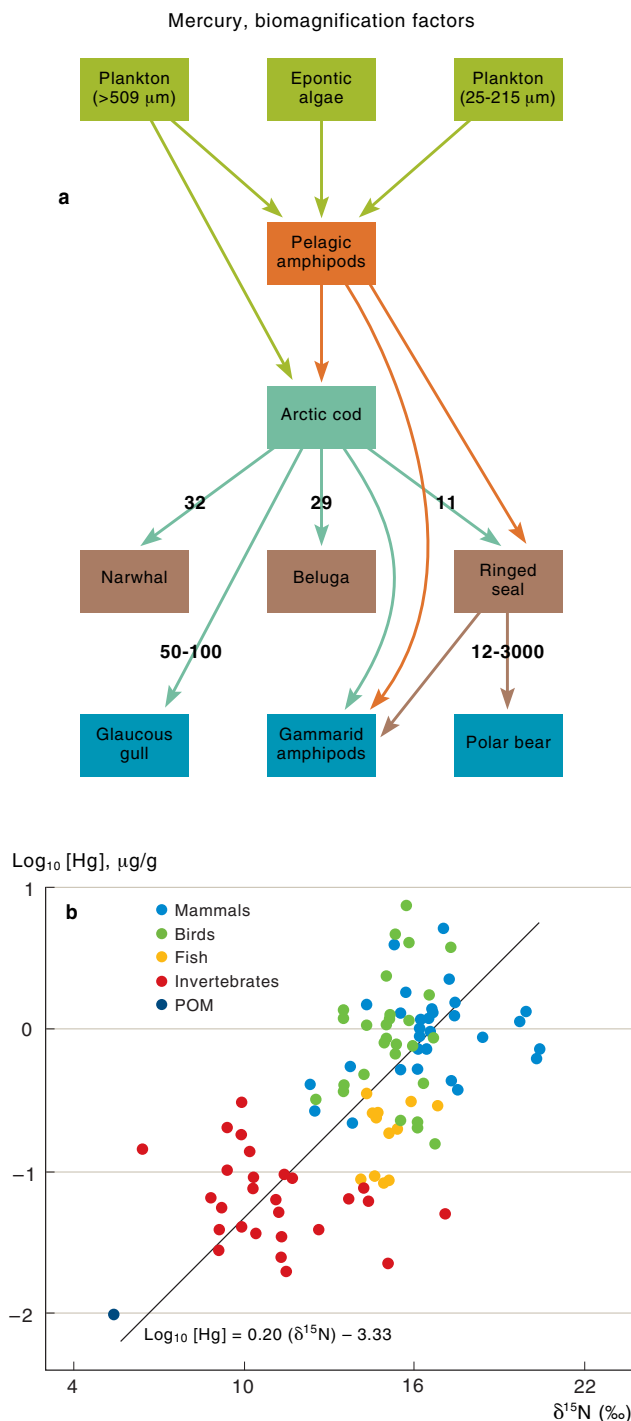 Mercury, biomagnification factors
Plankton
(>509 μm)
Epontic
algae
Plankton
(25-215 μm)
a
Pelagic
amphipods
Arctic cod
32
29
11
Narwhal
Beluga
Ringed
seal
50-100
12-3000
Glaucous
gull
Gammarid
amphipods
Polar bear
Log₁₀ [Hg], μg/g
1
b
Mammals
Birds
Fish
Invertebrates
POM
0
−1
−2
Log₁₀ [Hg] = 0.20 (δ¹⁵N) – 3.33
4
10
16
22
δ¹⁵N (‰)